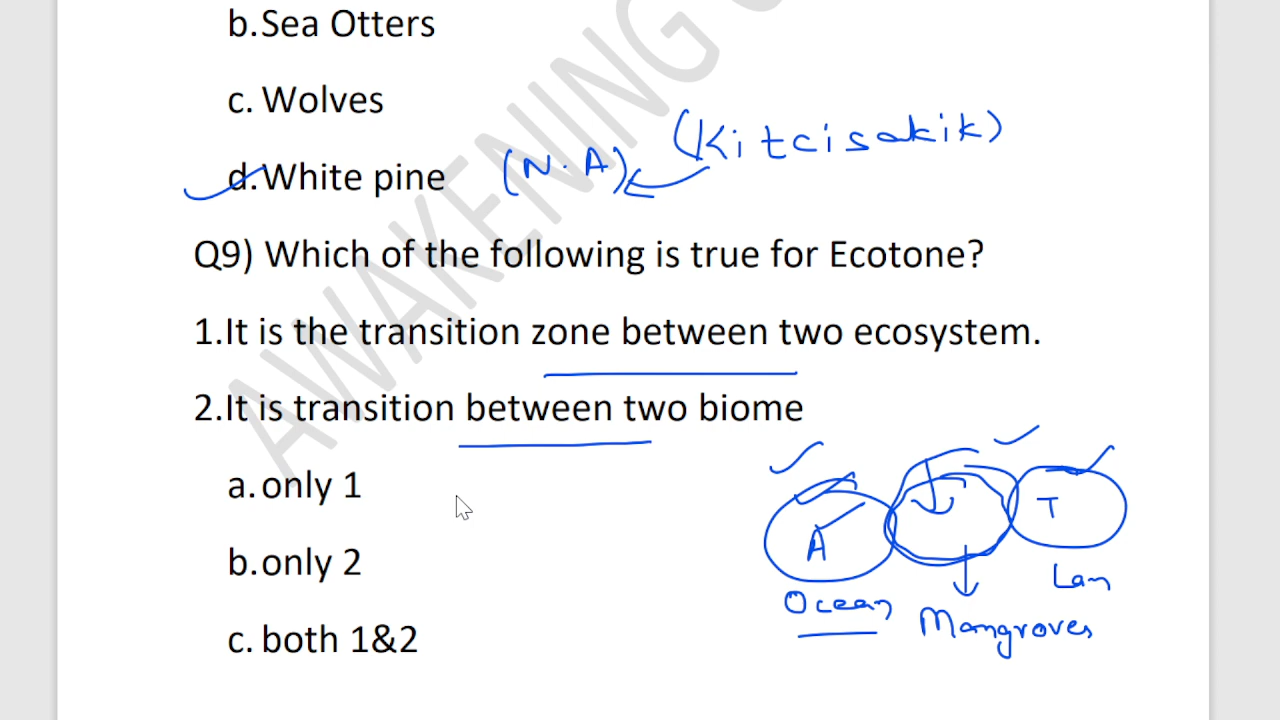 b. Sea Otters
c. Wolves
(Kitcisakik)
d. White pine (N.A)
Q9) Which of the following is true for Ecotone?
1.It is the transition zone between two ecosystem.
2.It is transition between two biome
a. only 1
A T
b. only 2
Lan
Ocean Mangroves
c. both 1&2
AWAKENING